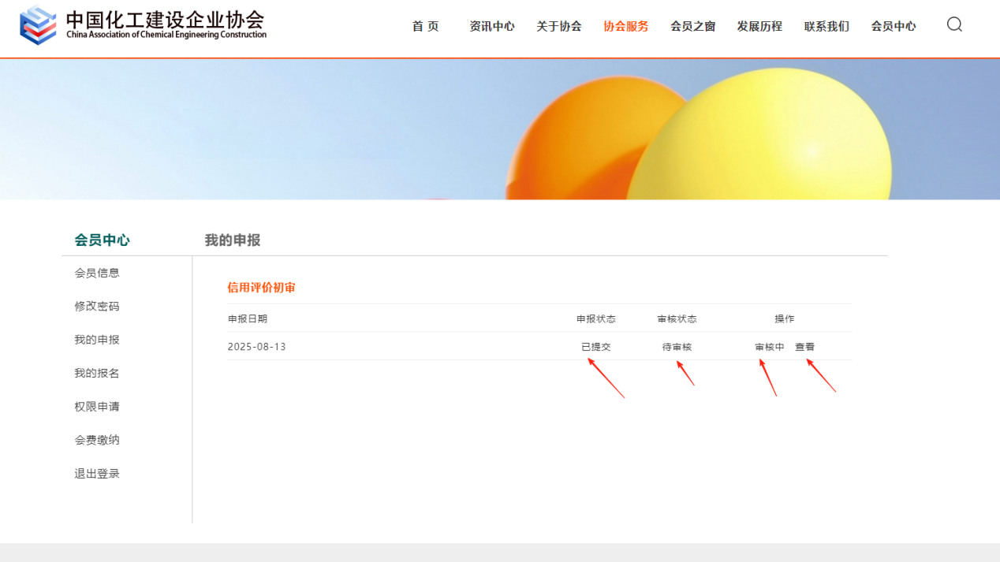 中国化工建设企业协会
China Association of Chemical Engineering Construction
首 页 资讯中心 关于协会 协会服务 会员之窗 发展历程 联系我们 会员中心
会员中心
会员信息
修改密码
我的申报
我的报名
权限申请
会费缴纳
退出登录
我的申报
信用评价初审
申报日期 申报状态 审核状态 操作
2025-08-13 已提交 待审核 审核中 查看